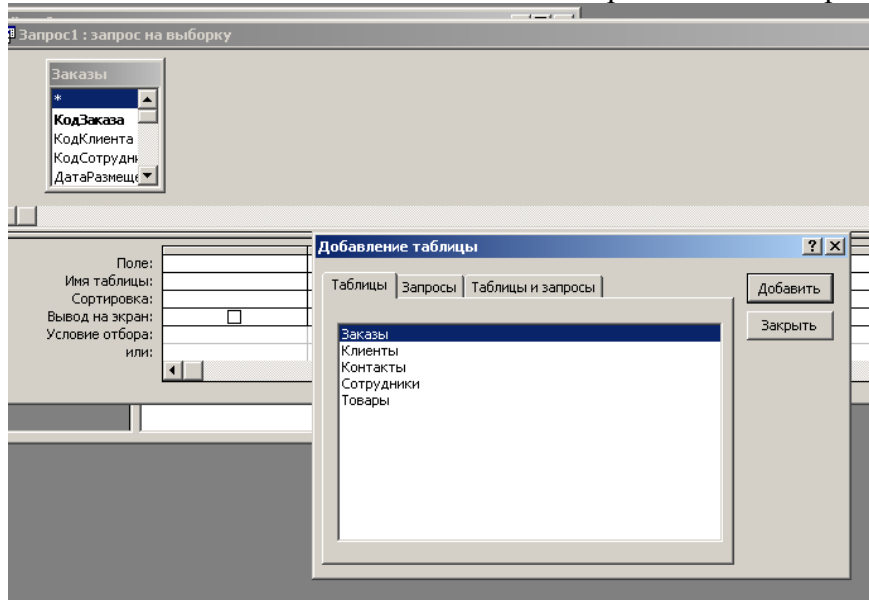 Запрос1 : запрос на выборку
Заказы
*
КодЗаказа
КодКлиента
КодСотрудн
ДатаРазмеще
Поле:
Имя таблицы:
Сортировка:
Вывод на экран:
Условие отбора:
или:
Добавление таблицы
Таблицы Запросы Таблицы и запросы
Заказы
Клиенты
Контакты
Сотрудники
Товары
Добавить
Закрыть